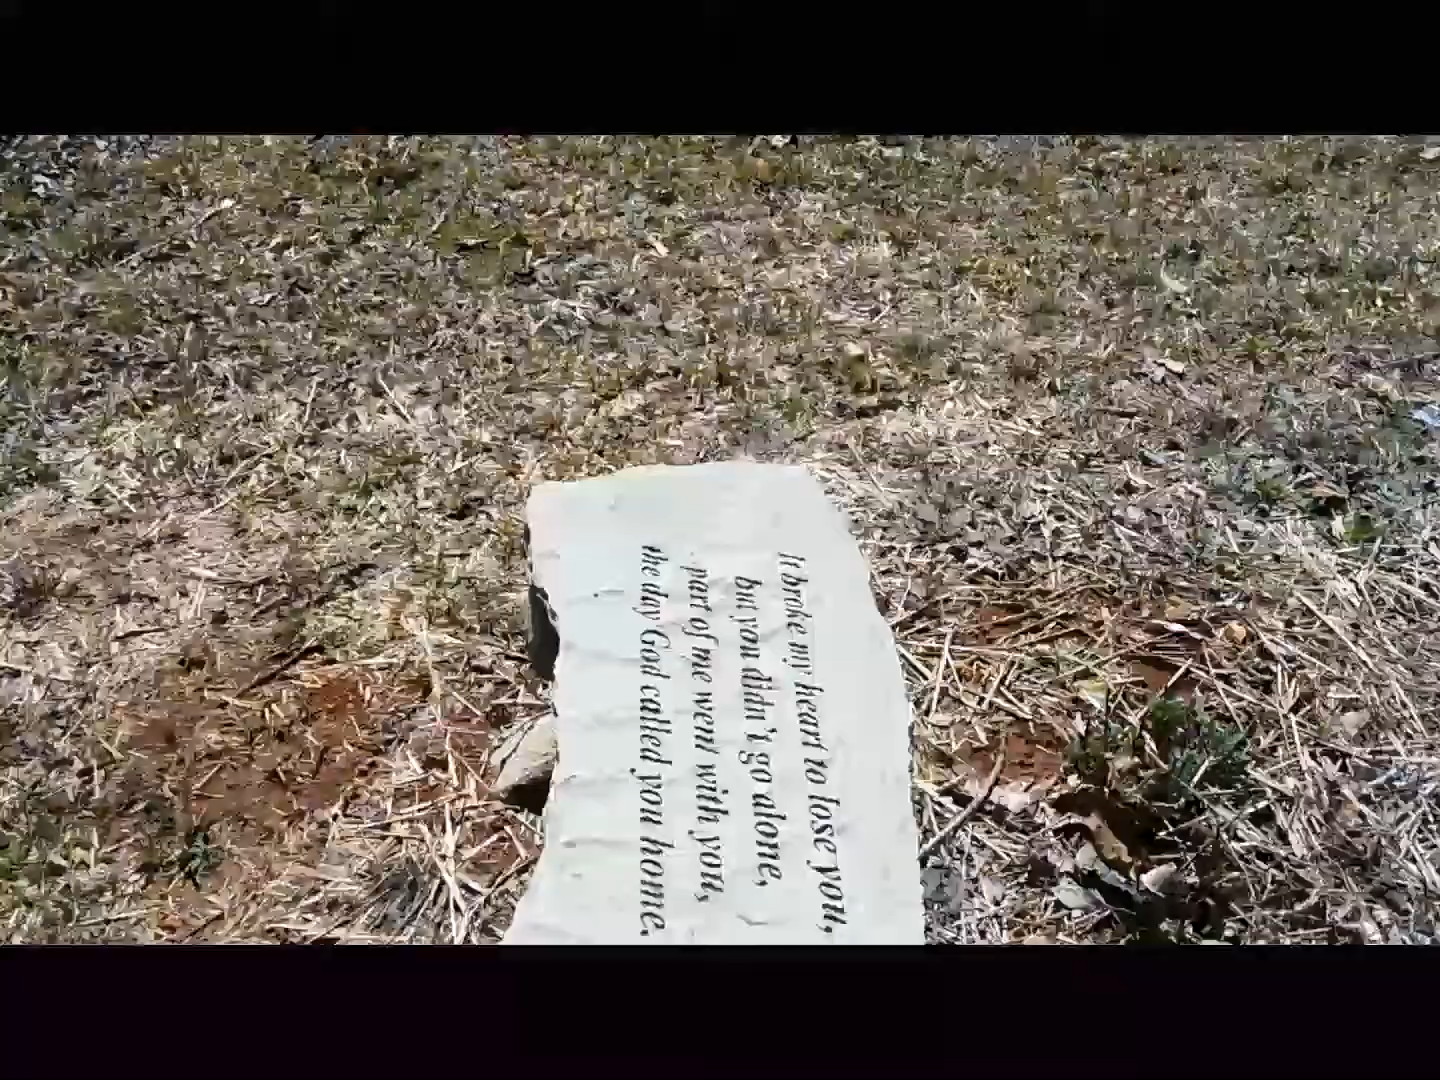 It broke my heart to lose you,
but you didn't go alone,
part of me went with you,
the day God called you home.